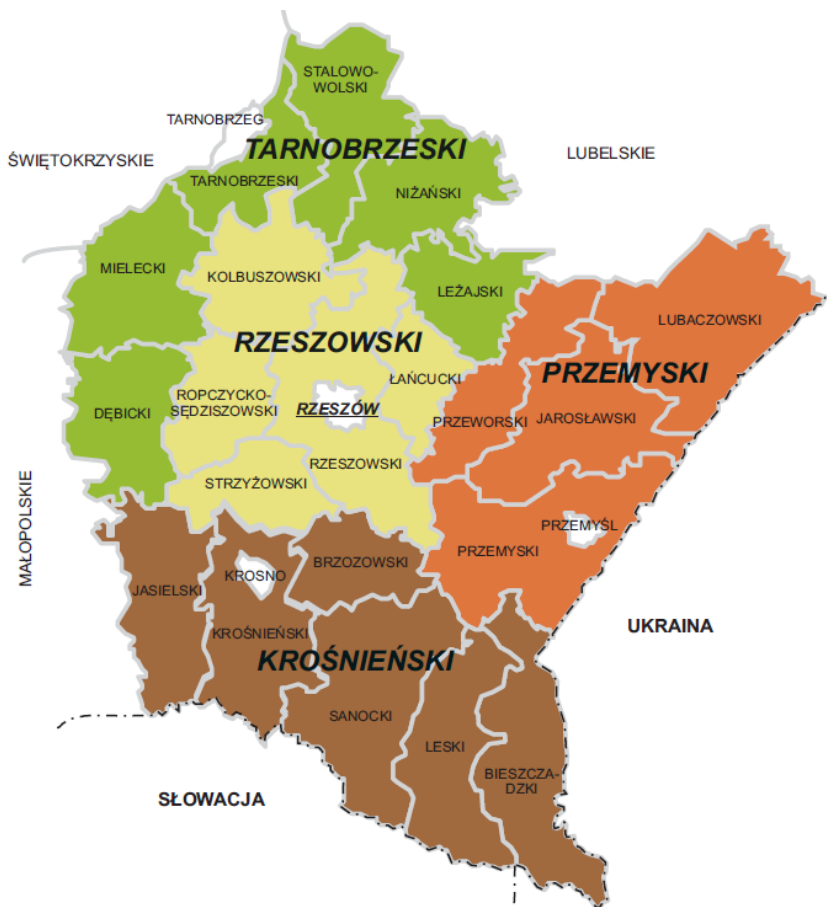 STALOWO-
WOLSKI
TARNOBRZEG
TARNOBRZESKI
LUBELSKIE
ŚWIĘTOKRZYSKIE
TARNOBRZESKI
NIŻAŃSKI
MIELECKI
KOLBUSZOWSKI
LEŻAJSKI
LUBACZOWSKI
RZESZOWSKI
PRZEMYSKI
ŁAŃCUCKI
ROPCZYCKO-
SĘDZISZOWSKI
RZESZÓW
DĘBICKI
PRZEWORSKI
JAROSŁAWSKI
RZESZOWSKI
STRZYŻOWSKI
MAŁOPOLSKIE
PRZEMYŚL
PRZEMYSKI
BRZOZOWSKI
KROSNO
JASIELSKI
UKRAINA
KROŚNIEŃSKI
KROŚNIEŃSKI
SANOCKI
LESKI
BIESZCZA-
DZKI
SŁOWACJA